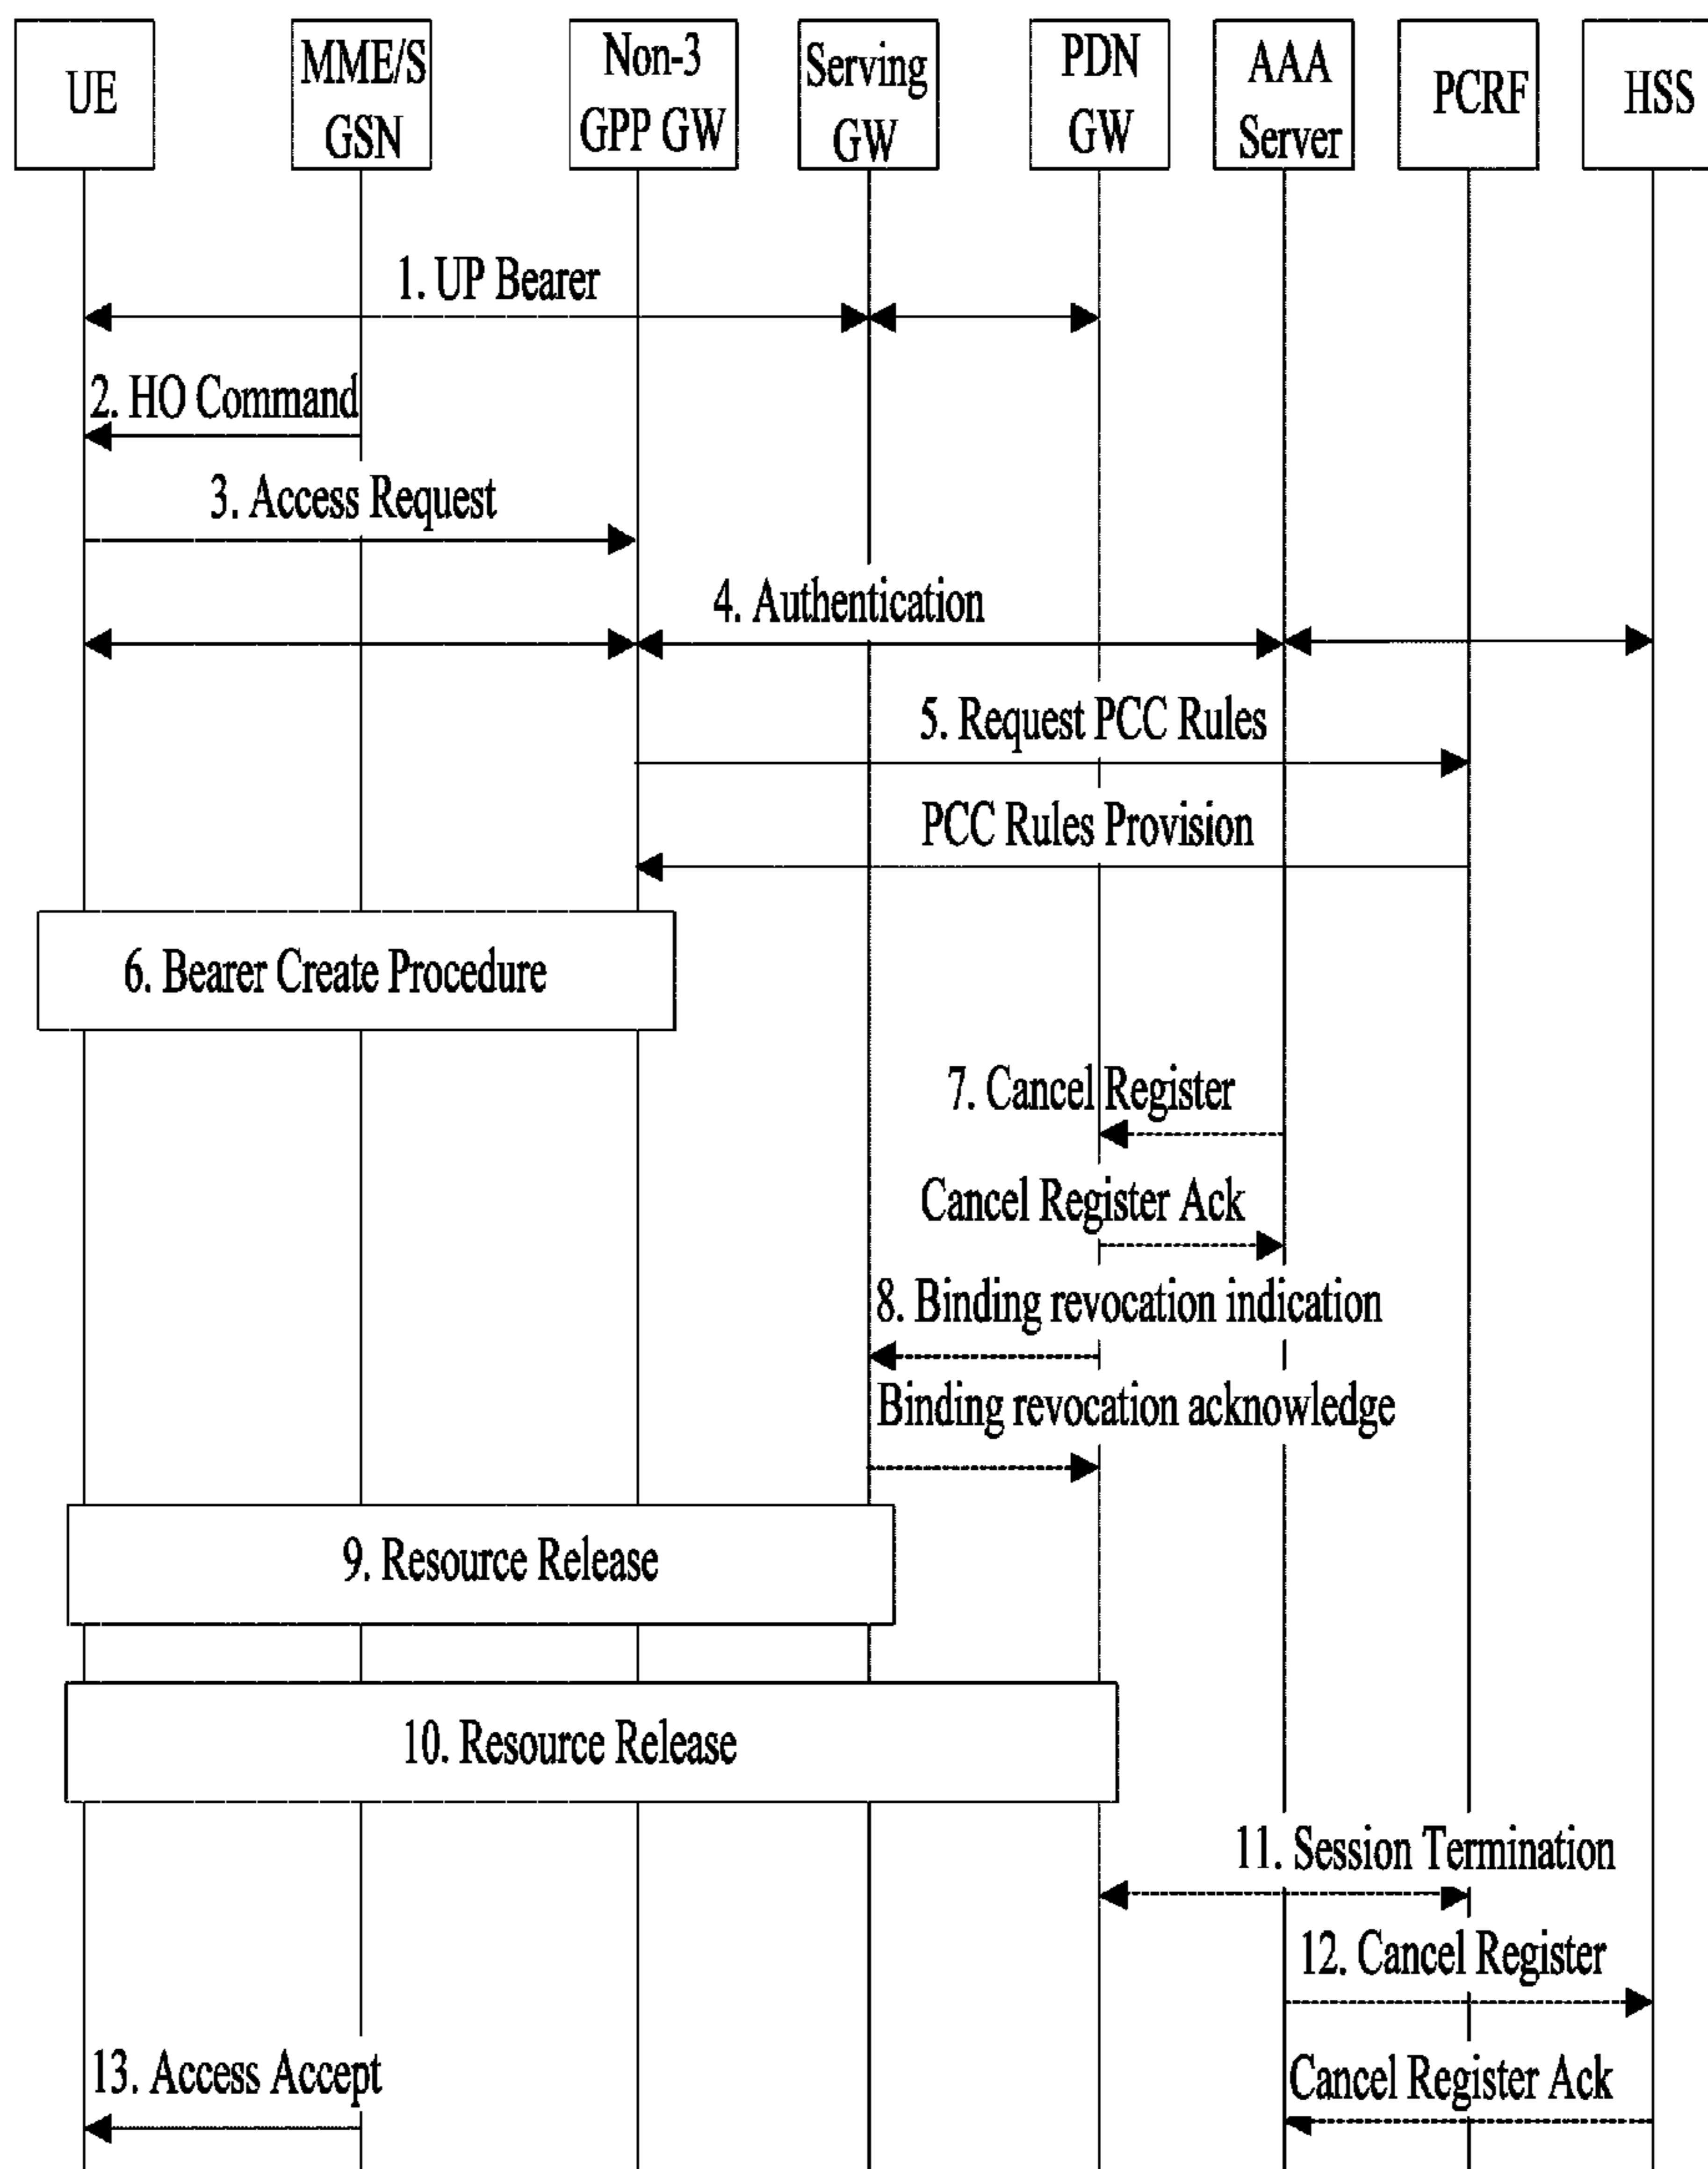 UE
MME/S
GSN
Non-3
GPP GW
Serving
GW
PDN
GW
AAA
Server
PCRF
HSS
1. UP Bearer
2. HO Command
3. Access Request
4. Authentication
5. Request PCC Rules
PCC Rules Provision
6. Bearer Create Procedure
7. Cancel Register
Cancel Register Ack
8. Binding revocation indication
Binding revocation acknowledge
9. Resource Release
10. Resource Release
11. Session Termination
12. Cancel Register
13. Access Accept
Cancel Register Ack